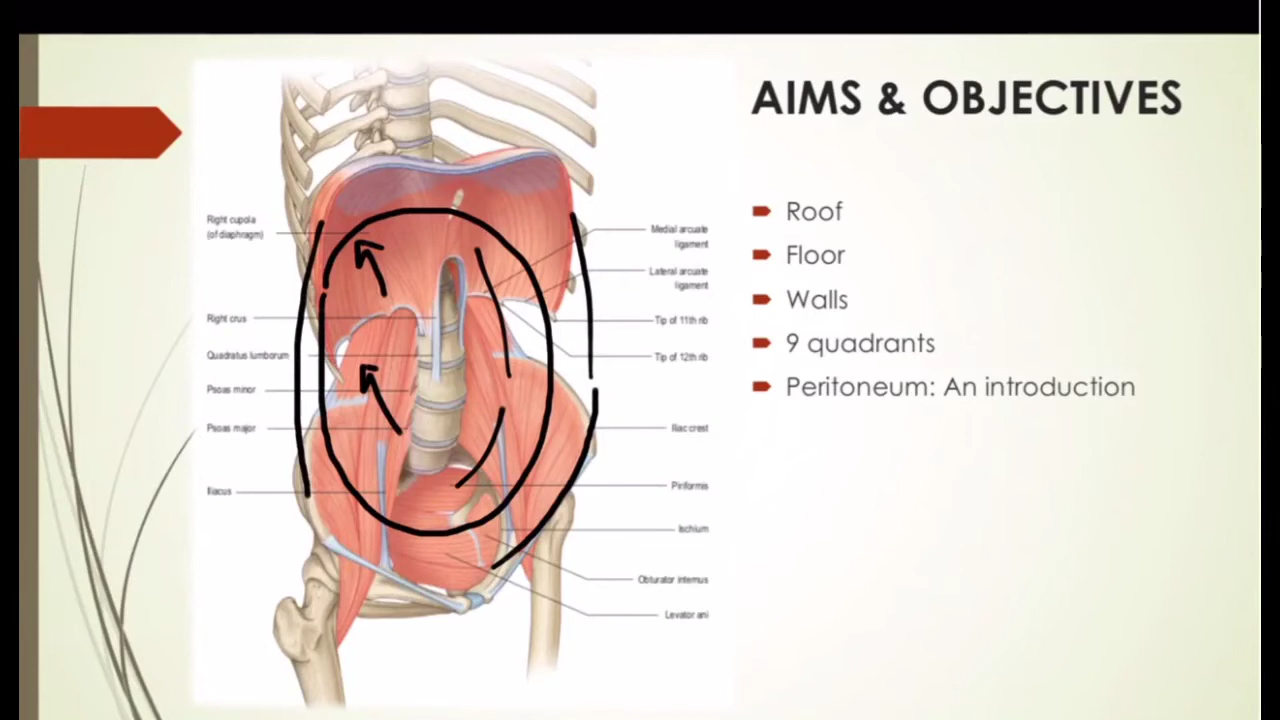 AIMS & OBJECTIVES
Roof
Floor
Walls
9 quadrants
Peritoneum: An introduction
Right cupola
(of diaphragm)
Right crus
Quadratus lumborum
Psoas minor
Psoas major
Iliacus
Medial arcuate
ligament
Lateral arcuate
ligament
Tip of 11th rib
Tip of 12th rib
Iliac crest
Piriformis
Ischium
Obturator internus
Levator ani